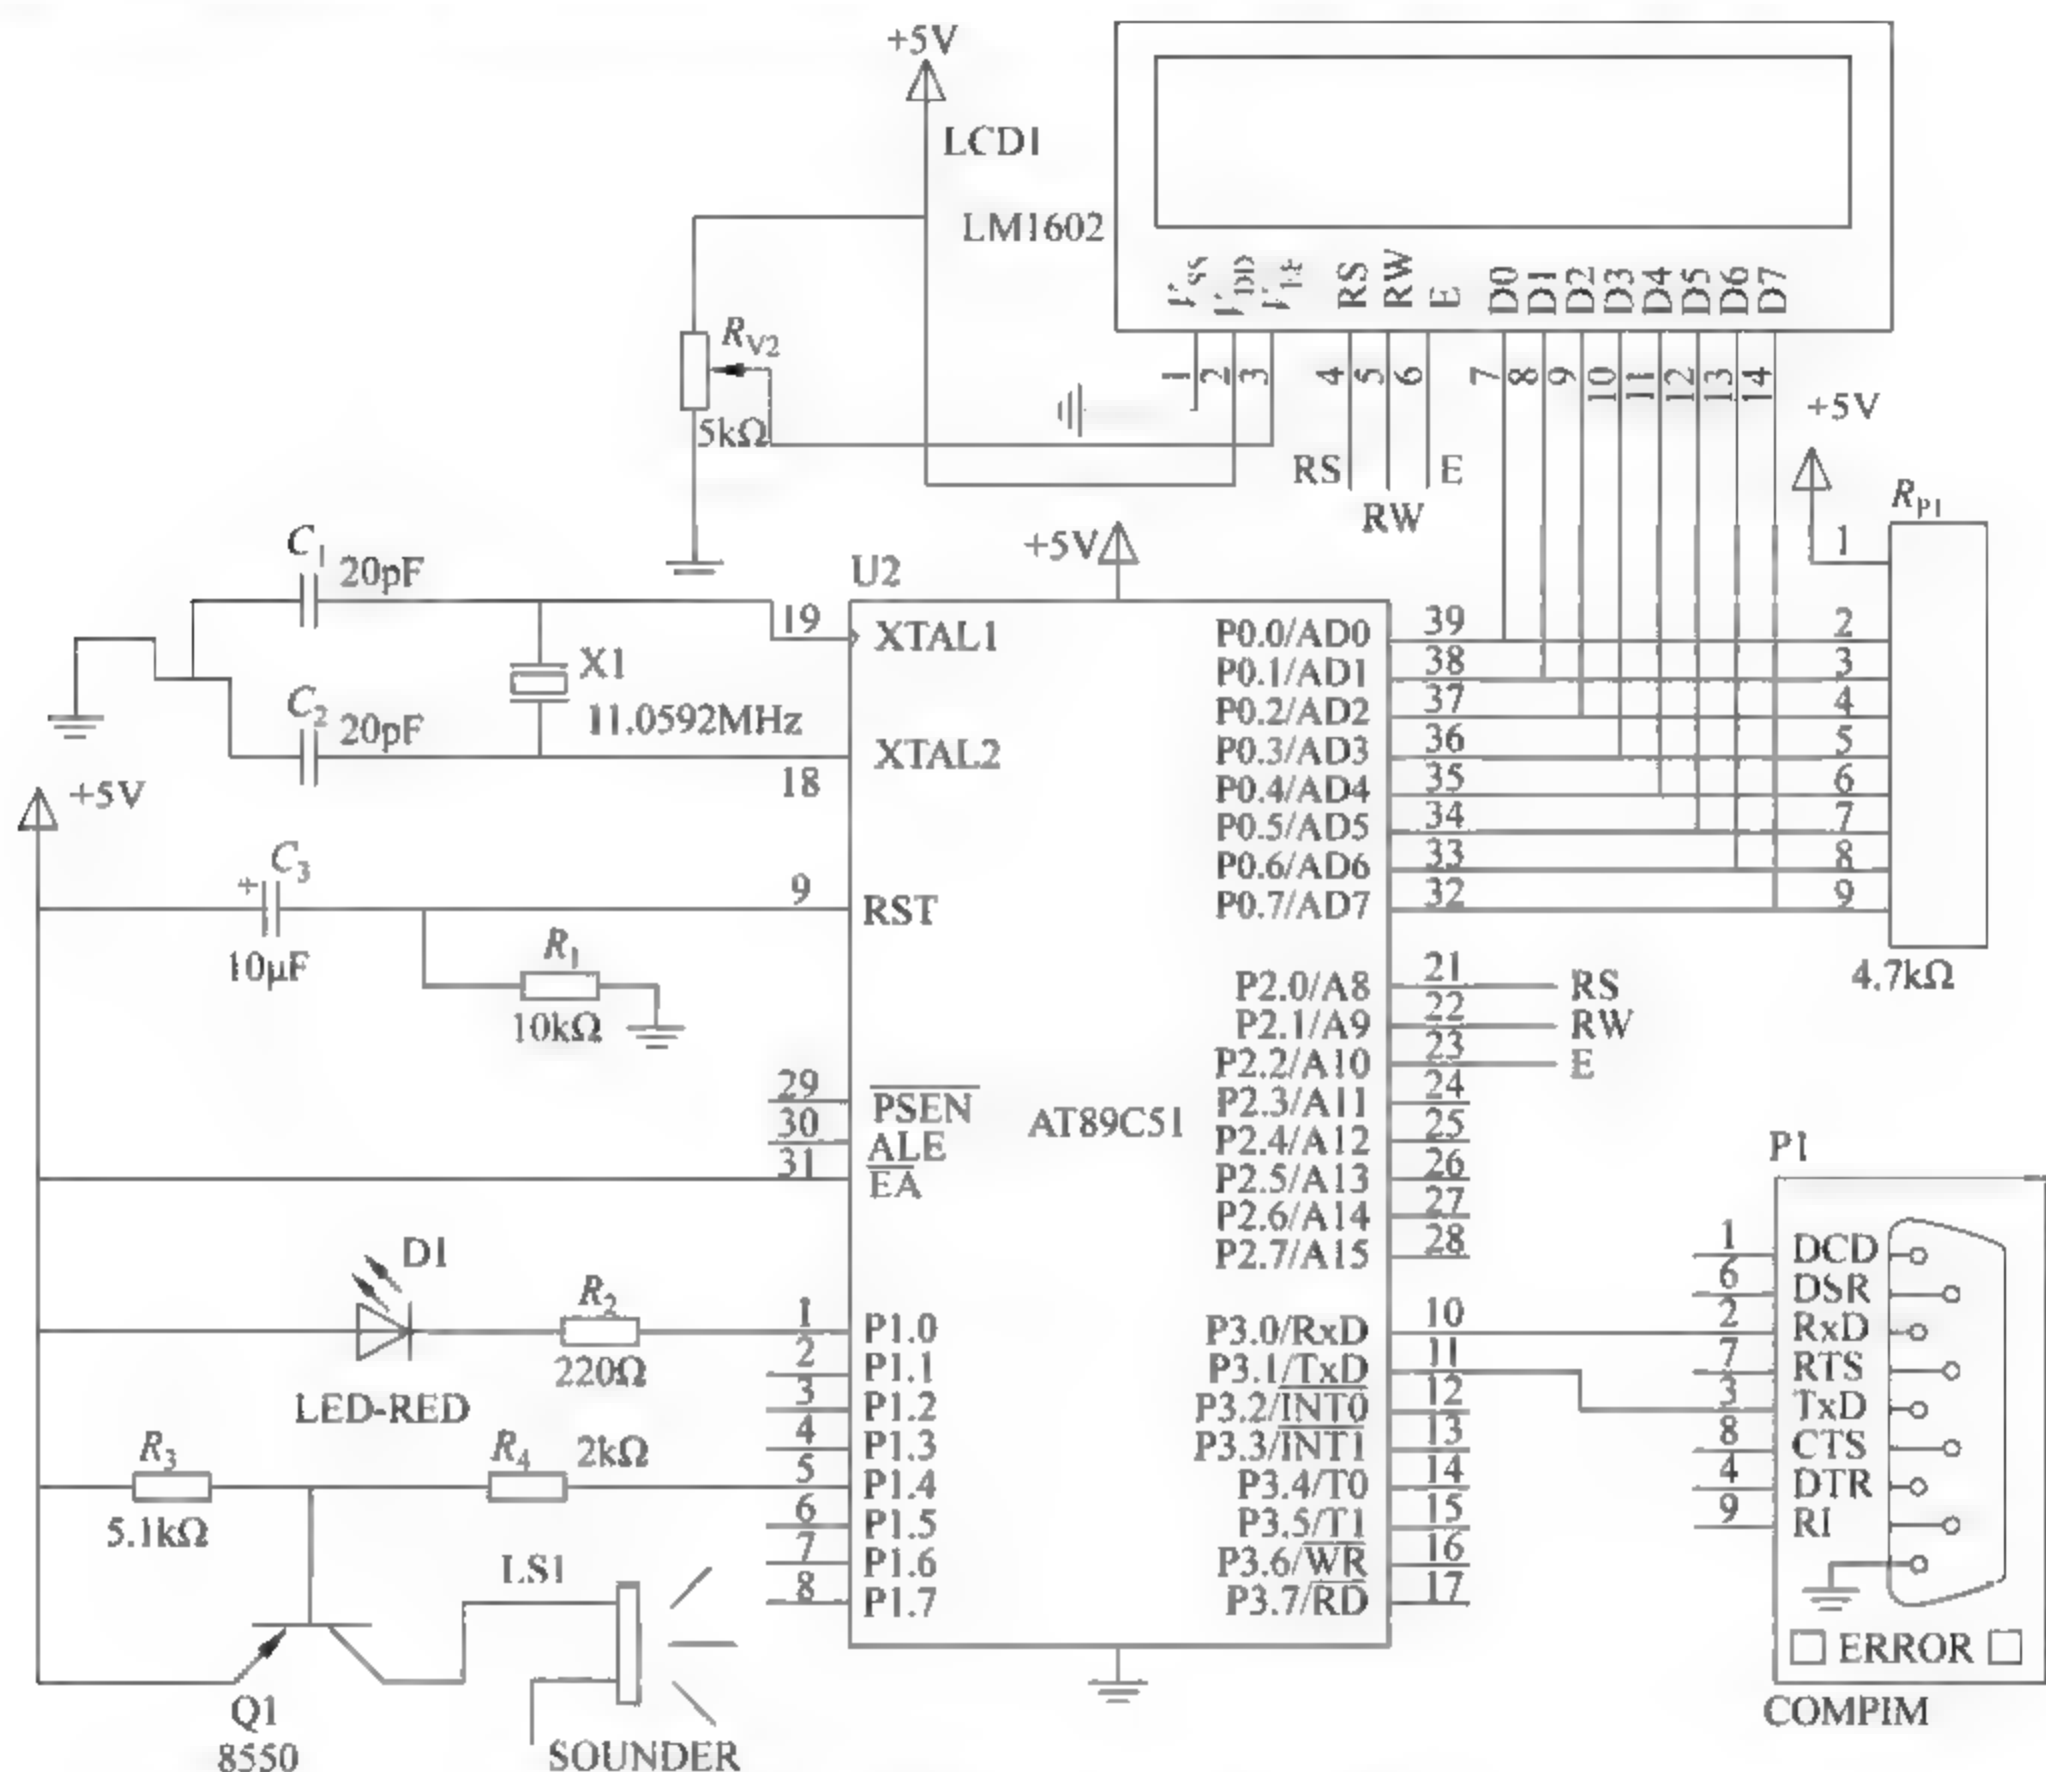 +5V
LCD1
LM1602
VSS
VDD
VEE
RS
RW
E
D0
D1
D2
D3
D4
D5
D6
D7
1
2
3
4
5
6
7
8
9
10
11
12
13
14
RV2
5kΩ
RS
E
RW
+5V
RP1
1
2
3
4
5
6
7
8
9
4.7kΩ
C1
20pF
C2
20pF
X1
11.0592MHz
+5V
U2
19
XTAL1
18
XTAL2
+5V
C3
+
10μF
9
RST
R1
10kΩ
29
PSEN
30
ALE
31
EA
AT89C51
P0.0/AD0 39
P0.1/AD1 38
P0.2/AD2 37
P0.3/AD3 36
P0.4/AD4 35
P0.5/AD5 34
P0.6/AD6 33
P0.7/AD7 32
P2.0/A8 21 RS
P2.1/A9 22 RW
P2.2/A10 23 E
P2.3/A11 24
P2.4/A12 25
P2.5/A13 26
P2.6/A14 27
P2.7/A15 28
D1
LED-RED
R2
220Ω
R3
5.1kΩ
R4
2kΩ
1 P1.0
2 P1.1
3 P1.2
4 P1.3
5 P1.4
6 P1.5
7 P1.6
8 P1.7
P3.0/RxD 10
P3.1/TxD 11
P3.2/INT0 12
P3.3/INT1 13
P3.4/T0 14
P3.5/T1 15
P3.6/WR 16
P3.7/RD 17
Q1
8550
LS1
SOUNDER
P1
1 DCD
6 DSR
2 RxD
7 RTS
3 TxD
8 CTS
4 DTR
9 RI
ERROR
COMPIM